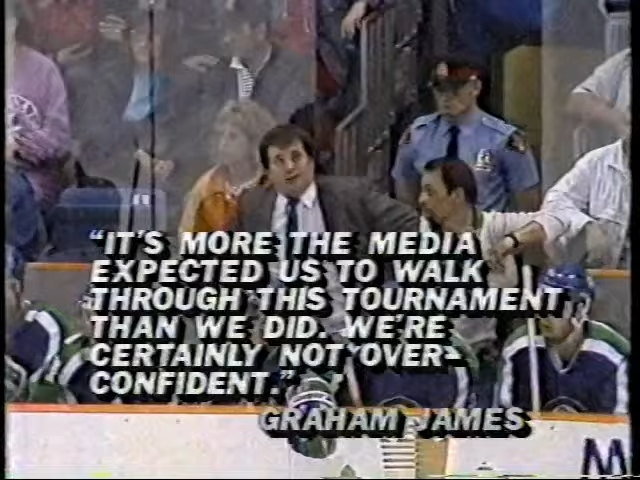 "IT'S MORE THE MEDIA
EXPECTED US TO WALK
THROUGH THIS TOURNAMENT
THAN WE DID. WE'RE
CERTAINLY NOT OVER-
CONFIDENT."
GRAHAM JAMES
M